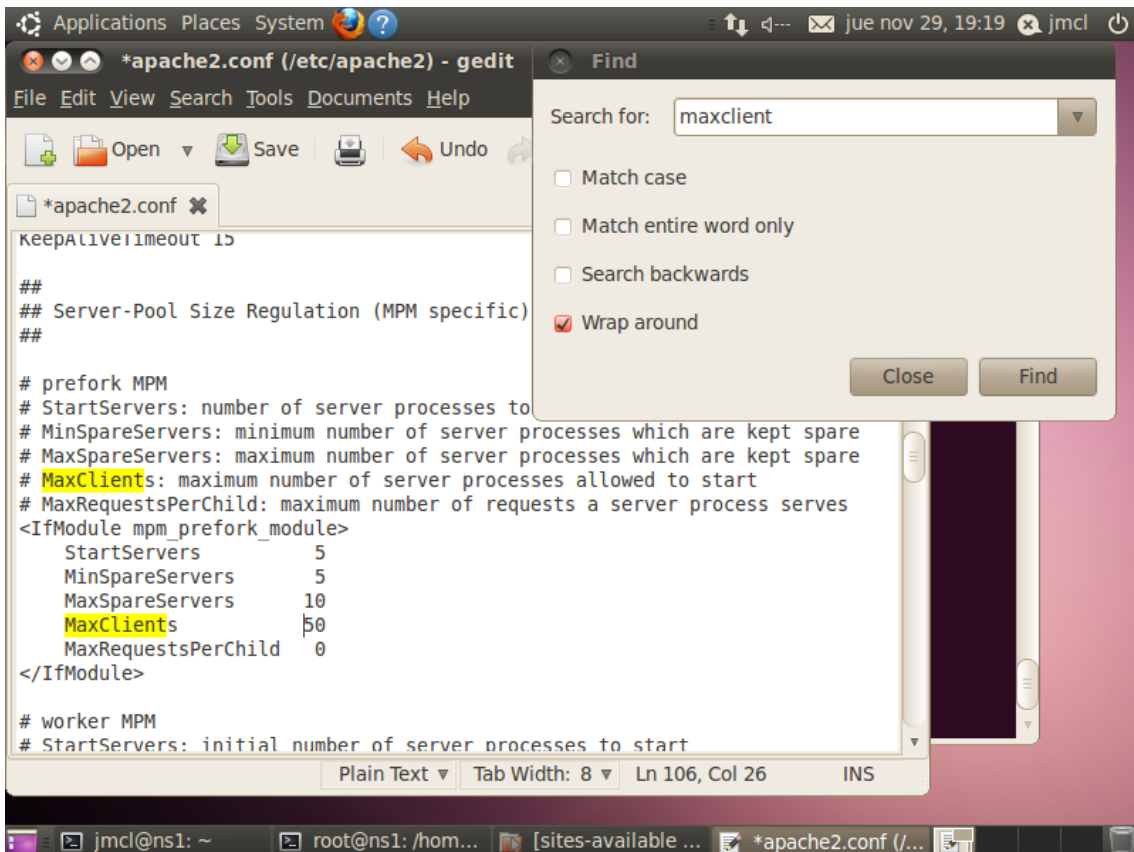 Applications Places System jue nov 29, 19:19 jmcl
*apache2.conf (/etc/apache2) - gedit
File Edit View Search Tools Documents Help
Open Save Undo
*apache2.conf
KeepAliveTimeout 15
##
## Server-Pool Size Regulation (MPM specific)
##
# prefork MPM
# StartServers: number of server processes to
# MinSpareServers: minimum number of server processes which are kept spare
# MaxSpareServers: maximum number of server processes which are kept spare
# MaxClients: maximum number of server processes allowed to start
# MaxRequestsPerChild: maximum number of requests a server process serves
<IfModule mpm_prefork_module>
StartServers 5
MinSpareServers 5
MaxSpareServers 10
MaxClients 50
MaxRequestsPerChild 0
</IfModule>
# worker MPM
# StartServers: initial number of server processes to start
Plain Text Tab Width: 8 Ln 106, Col 26 INS
Find
Search for: maxclient
Match case
Match entire word only
Search backwards
Wrap around
Close Find
jmcl@ns1: ~ root@ns1: /hom... [sites-available ... *apache2.conf (/...